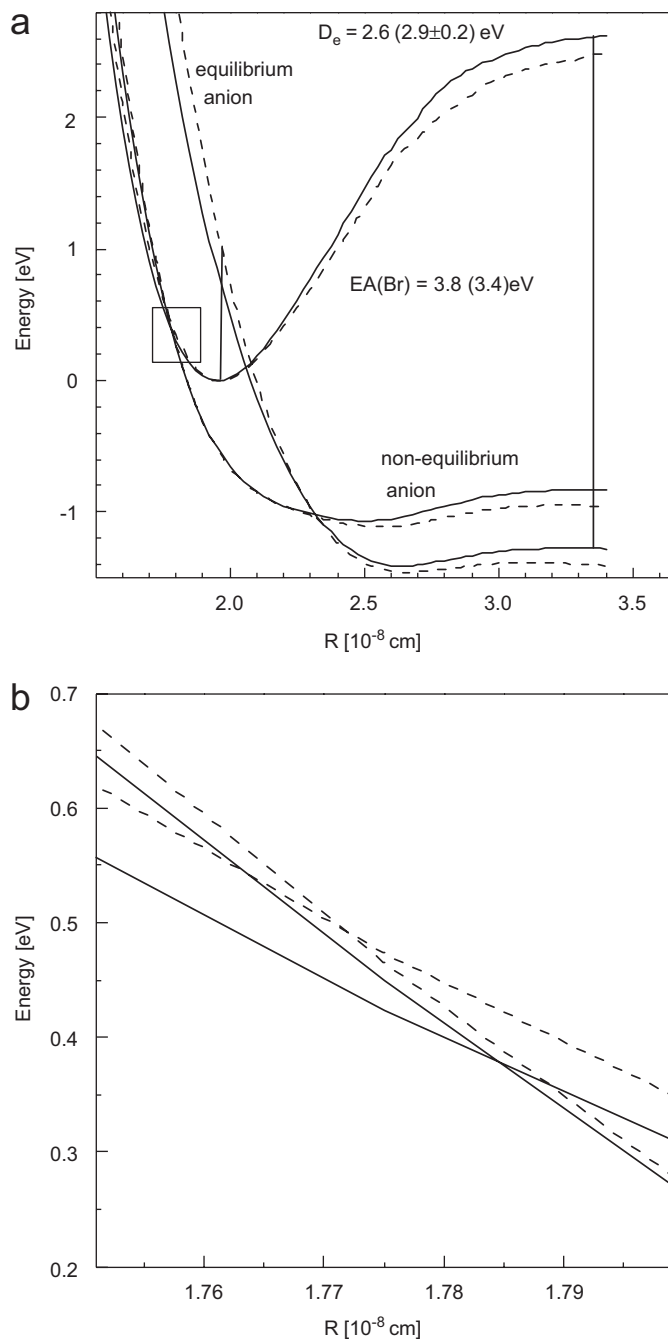 a
D_e = 2.6 (2.9±0.2) eV
equilibrium
anion
2
1
0
-1
Energy [eV]
EA(Br) = 3.8 (3.4)eV
non-equilibrium
anion
2.0 2.5 3.0 3.5
R [10^-8 cm]
b
0.7
0.6
0.5
0.4
0.3
0.2
Energy [eV]
1.76 1.77 1.78 1.79
R [10^-8 cm]